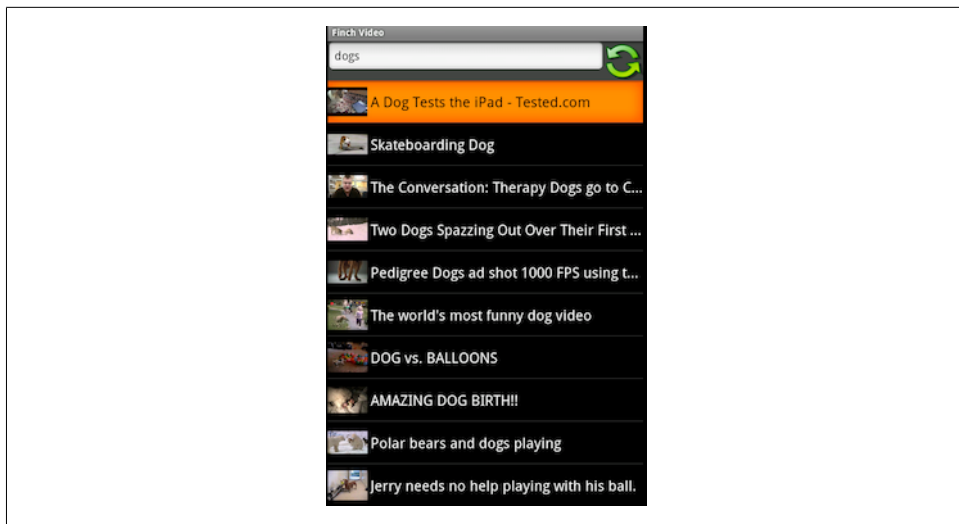 Finch Video
dogs
A Dog Tests the iPad - Tested.com
Skateboarding Dog
The Conversation: Therapy Dogs go to C...
Two Dogs Spazzing Out Over Their First ...
Pedigree Dogs ad shot 1000 FPS using t...
The world's most funny dog video
DOG vs. BALLOONS
AMAZING DOG BIRTH!!
Polar bears and dogs playing
Jerry needs no help playing with his ball.